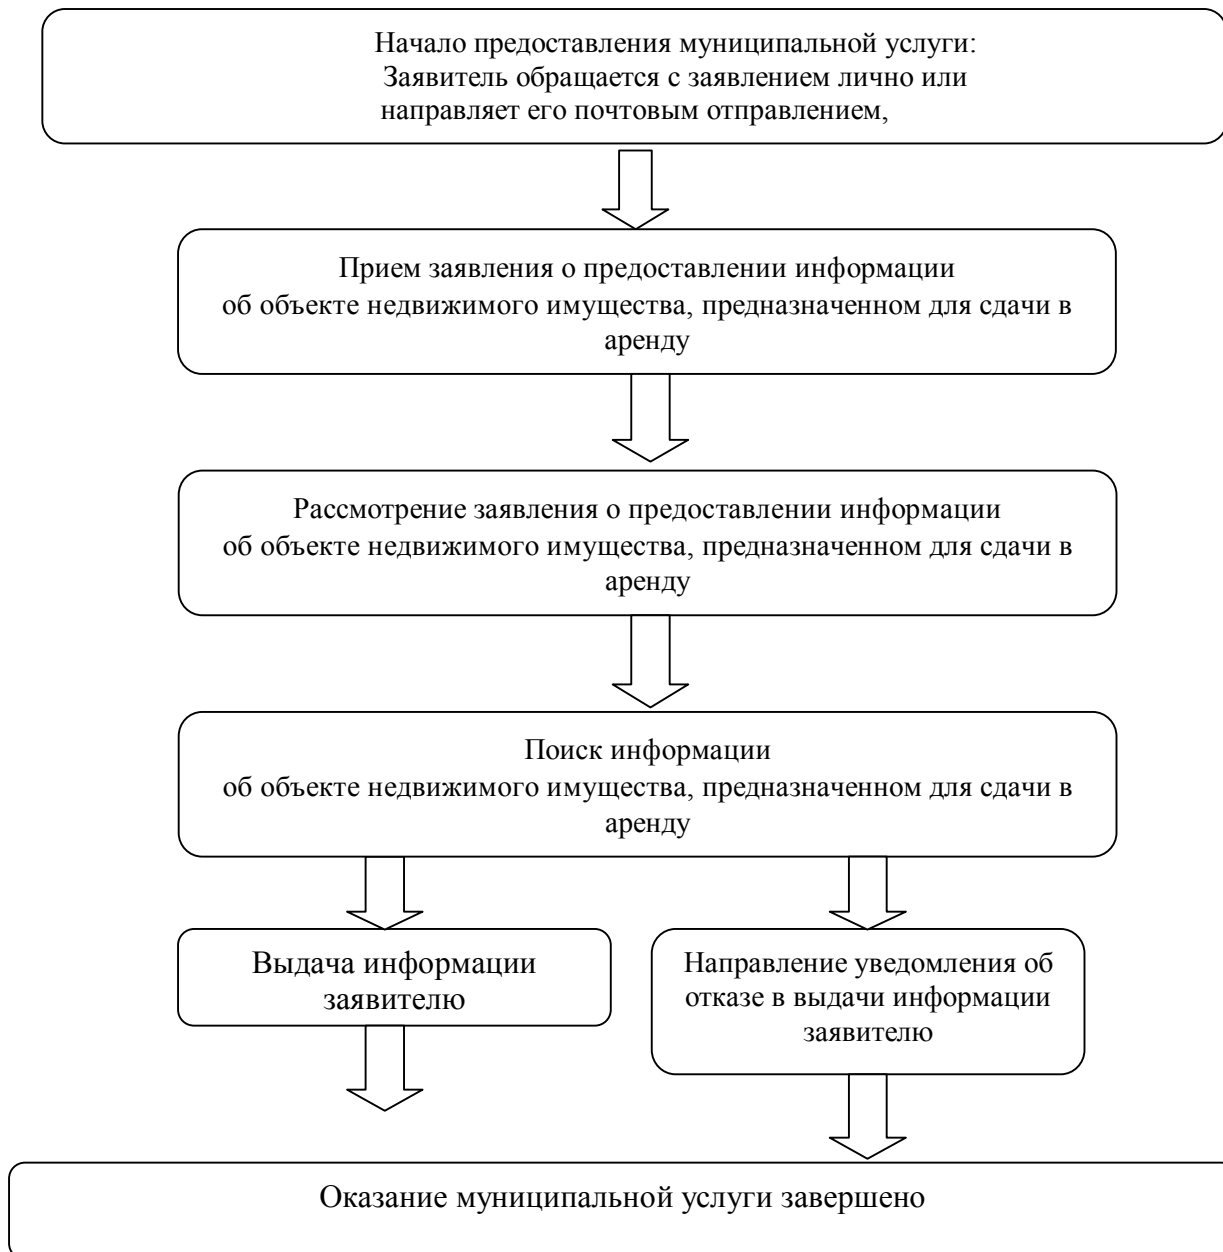 Начало предоставления муниципальной услуги:
Заявитель обращается с заявлением лично или
направляет его почтовым отправлением,
Прием заявления о предоставлении информации
об объекте недвижимого имущества, предназначенном для сдачи в
аренду
Рассмотрение заявления о предоставлении информации
об объекте недвижимого имущества, предназначенном для сдачи в
аренду
Поиск информации
об объекте недвижимого имущества, предназначенном для сдачи в
аренду
Выдача информации
заявителю
Направление уведомления об
отказе в выдачи информации
заявителю
Оказание муниципальной услуги завершено